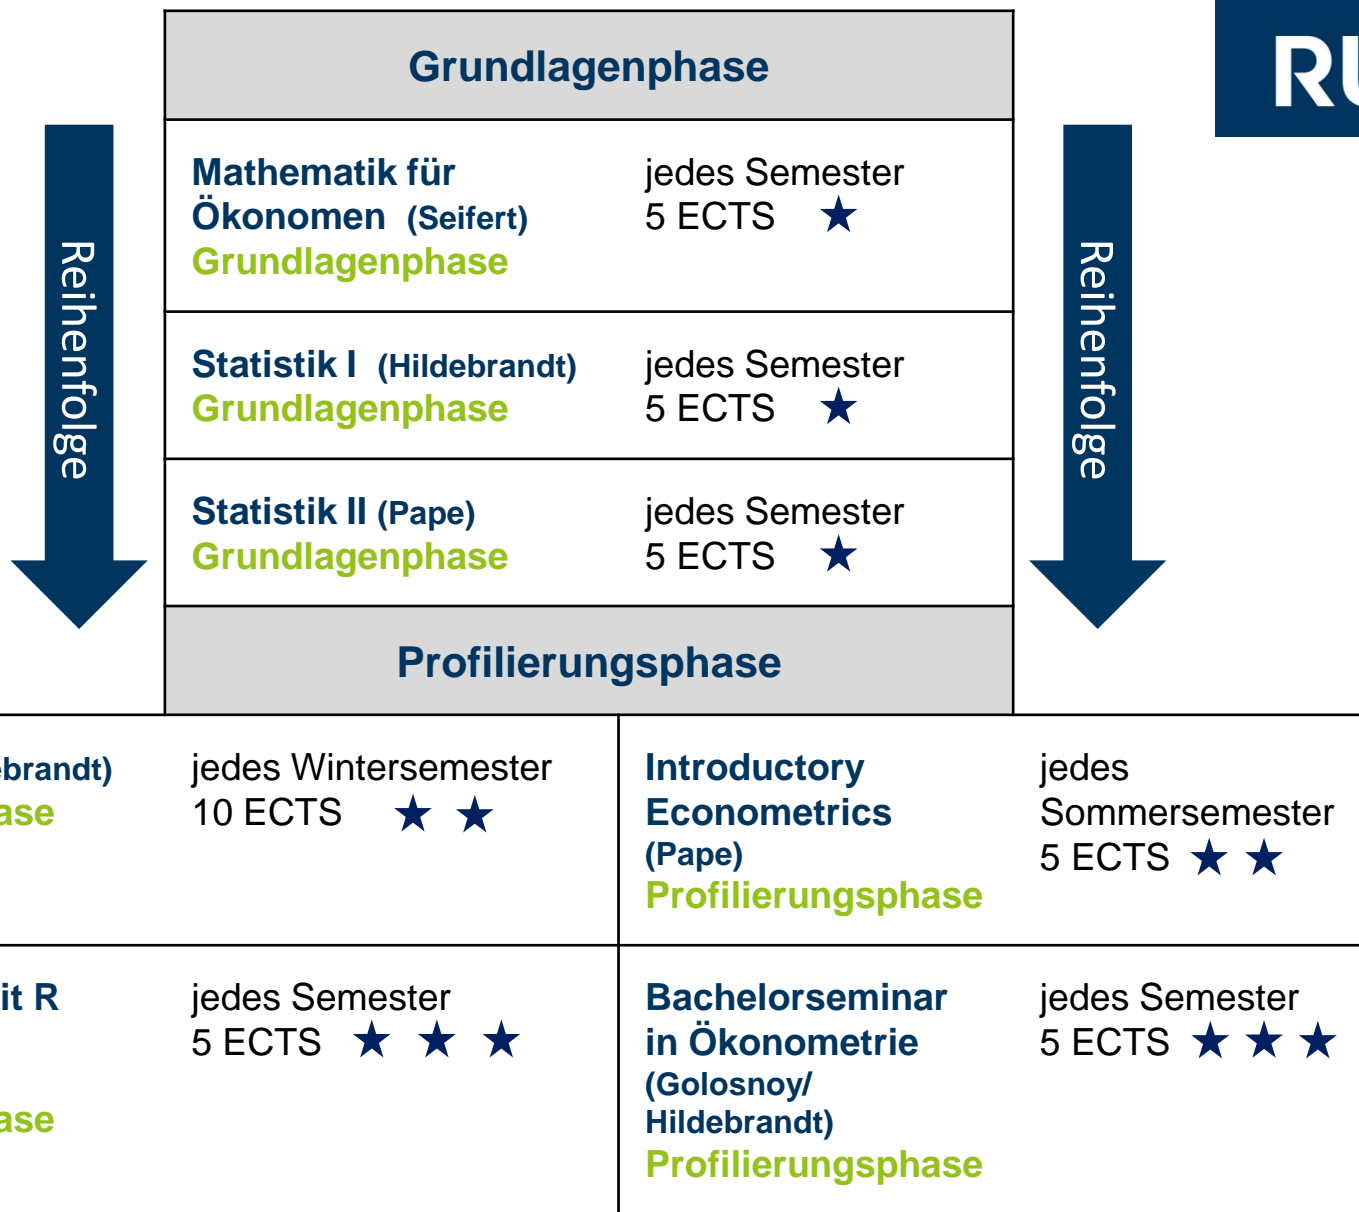 Grundlagenphase
Mathematik für
Ökonomen (Seifert)
Grundlagenphase
jedes Semester
5 ECTS
Statistik I (Hildebrandt)
Grundlagenphase
jedes Semester
5 ECTS
Statistik II (Pape)
Grundlagenphase
jedes Semester
5 ECTS
Reihenfolge
Reihenfolge
Profilierungsphase
jedes Wintersemester
10 ECTS
Introductory
Econometrics
(Pape)
Profilierungsphase
jedes
Sommersemester
5 ECTS
it R
jedes Semester
5 ECTS
Bachelorseminar
in Ökonometrie
(Golosnoy/
Hildebrandt)
Profilierungsphase
jedes Semester
5 ECTS